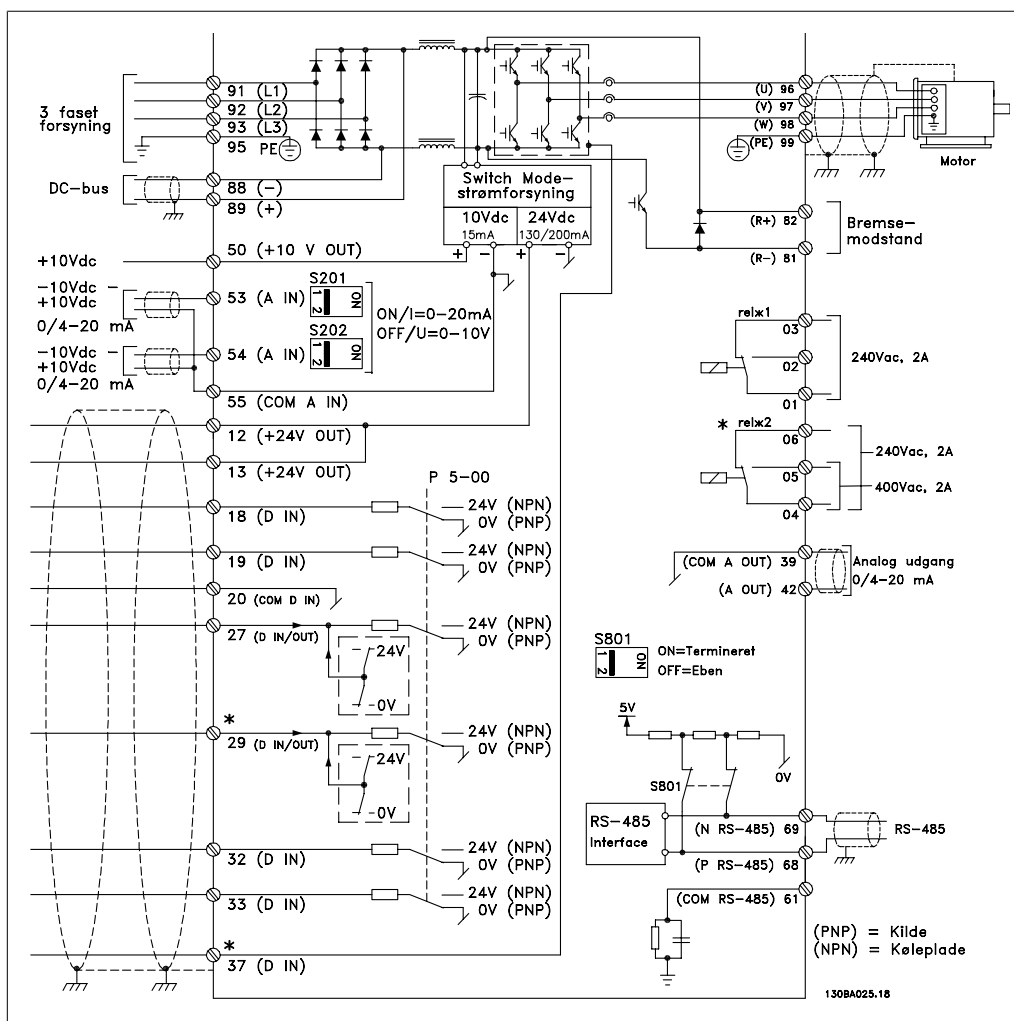 3 faset
forsyning
91 (L1)
92 (L2)
93 (L3)
95 PE
DC-bus
88 (-)
89 (+)
Switch Mode-
strømforsyning
10Vdc
15mA
24Vdc
130/200mA
+ - + -
50 (+10 V OUT)
+10Vdc
-10Vdc -
+10Vdc
0/4-20 mA
53 (A IN)
S201
1 2
ON
ON/I=0-20mA
OFF/U=0-10V
S202
1 2
ON
-10Vdc -
+10Vdc
0/4-20 mA
54 (A IN)
55 (COM A IN)
12 (+24V OUT)
13 (+24V OUT)
P 5-00
18 (D IN)
24V (NPN)
0V (PNP)
19 (D IN)
24V (NPN)
0V (PNP)
20 (COM D IN)
27 (D IN/OUT)
24V (NPN)
0V (PNP)
24V
0V
*
29 (D IN/OUT)
24V (NPN)
0V (PNP)
24V
0V
32 (D IN)
24V (NPN)
0V (PNP)
33 (D IN)
24V (NPN)
0V (PNP)
*
37 (D IN)
(U) 96
(V) 97
(W) 98
(PE) 99
Motor
(R+) 82
(R-) 81
Bremse-
modstand
relæ1
03
02
01
240Vac, 2A
* relæ2
06
05
04
240Vac, 2A
400Vac, 2A
(COM A OUT) 39
(A OUT) 42
Analog udgang
0/4-20 mA
S801
1 2
ON
ON=Termineret
OFF=Eben
5V
S801
0V
RS-485
Interface
(N RS-485) 69
(P RS-485) 68
(COM RS-485) 61
RS-485
(PNP) = Kilde
(NPN) = Køleplade
130BA025.18